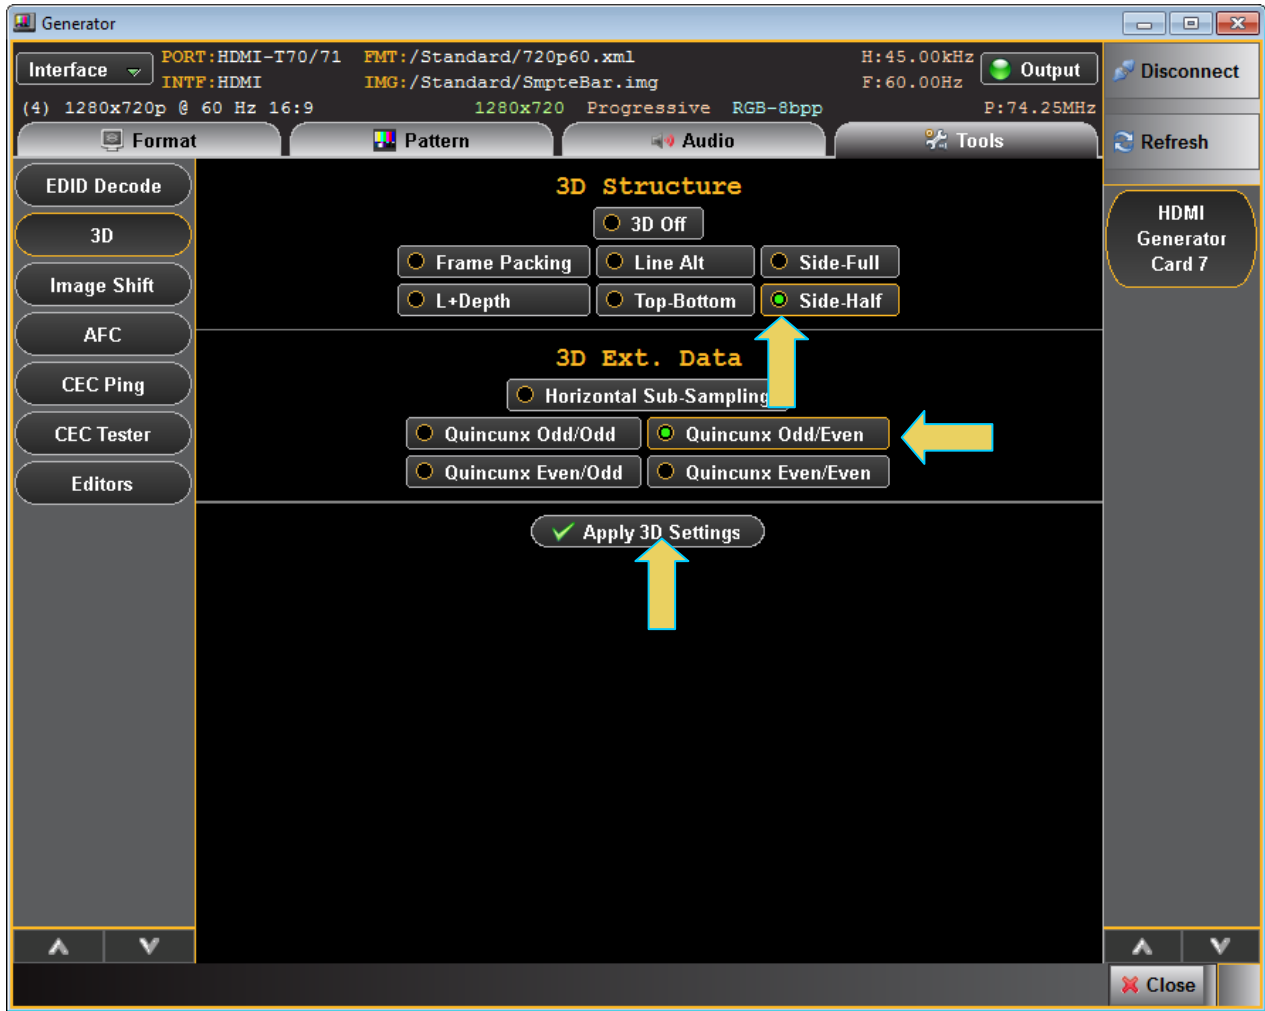 Generator
Interface
PORT:HDMI-T70/71 FMT:/Standard/720p60.xml H:45.00kHz
INTF:HDMI IMG:/Standard/SmpteBar.img F:60.00Hz
Output
Disconnect
(4) 1280x720p @ 60 Hz 16:9 1280x720 Progressive RGB-8bpp P:74.25MHz
Format Pattern Audio Tools
Refresh
EDID Decode
3D
Image Shift
AFC
CEC Ping
CEC Tester
Editors
3D Structure
3D Off
Frame Packing Line Alt Side-Full
L+Depth Top-Bottom Side-Half
3D Ext. Data
Horizontal Sub-Sampling
Quincunx Odd/Odd Quincunx Odd/Even
Quincunx Even/Odd Quincunx Even/Even
Apply 3D Settings
HDMI
Generator
Card 7
Close